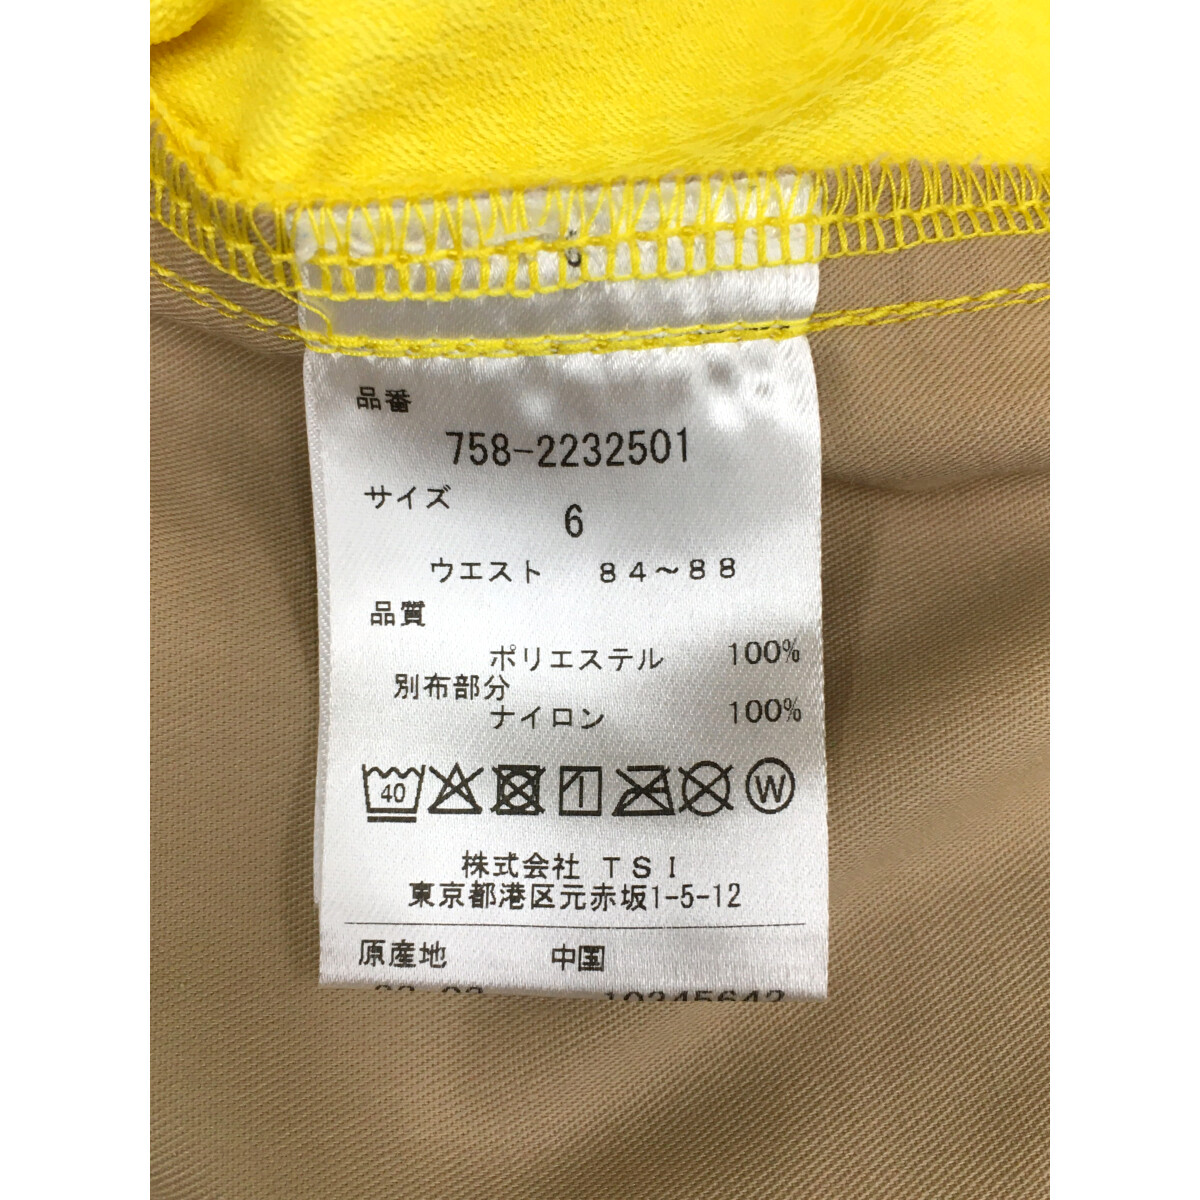 品番
758-2232501
サイズ
6
ウエスト 84～88
品質
ポリエステル 100%
別布部分
ナイロン 100%
40
W
株式会社 TSI
東京都港区元赤坂1-5-12
原産地 中国